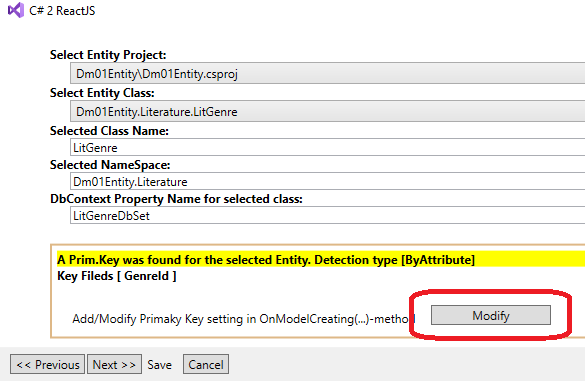 C# 2 ReactJS
Select Entity Project:
Dm01Entity\Dm01Entity.csproj
Select Entity Class:
Dm01Entity.Literature.LitGenre
Selected Class Name:
LitGenre
Selected NameSpace:
Dm01Entity.Literature
DbContext Property Name for selected class:
LitGenreDbSet
A Prim.Key was found for the selected Entity. Detection type [ByAttribute]
Key Fileds [ GenreId ]
Add/Modify Primaky Key setting in OnModelCreating(...)-method Modify
<< Previous Next >> Save Cancel